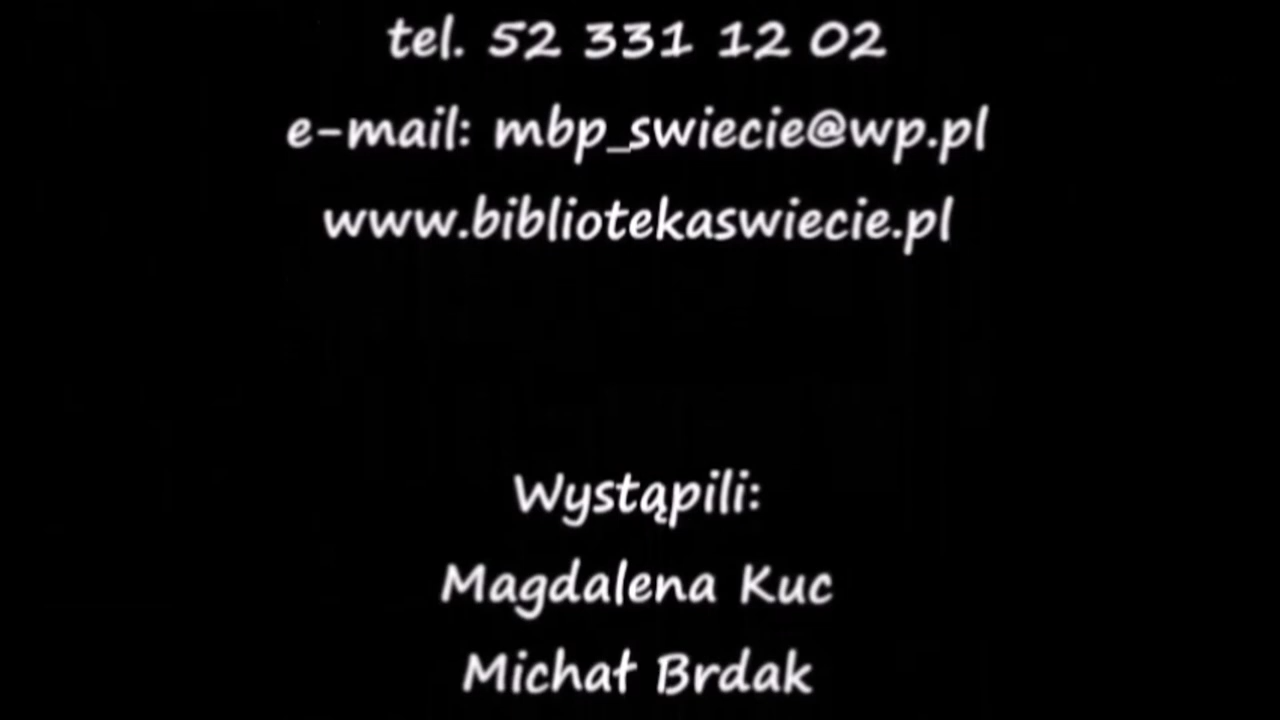 tel. 52 331 12 02
e-mail: mbp_swiecie@wp.pl
www.bibliotekaswiecie.pl
Wystąpili:
Magdalena Kuc
Michał Brdak